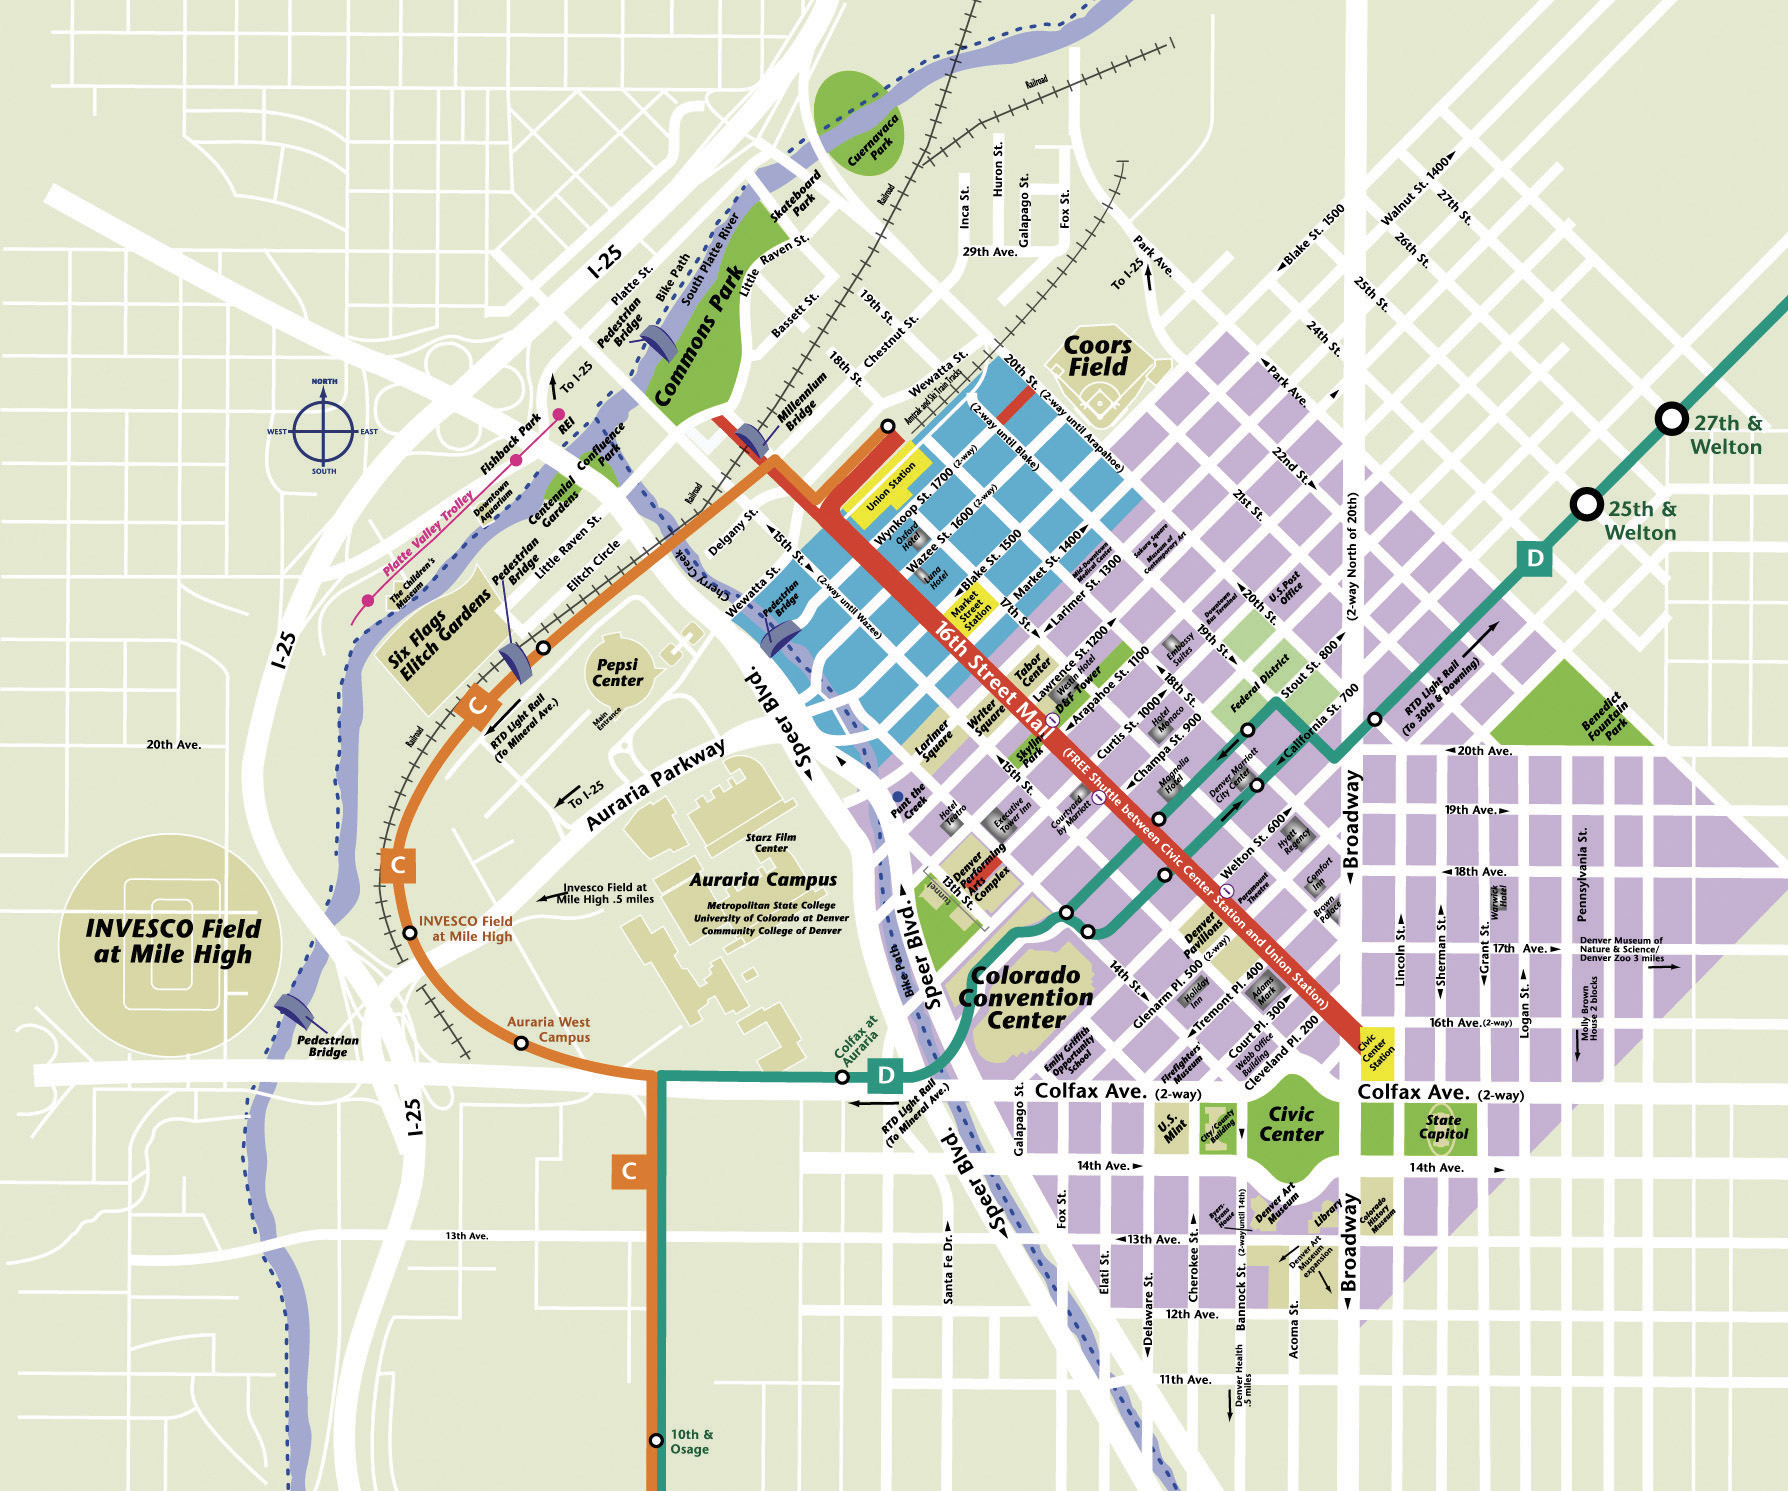 Railroad
Cuernavaca
Park
Railroad
Huron St.
Inca St.
Galapago St.
Fox St.
29th Ave.
Skateboard
Park
Walnut St. 1400
27th St.
26th St.
25th St.
24th St.
Blake St. 1500
Park Ave.
To I-25
I-25
Platte St.
Bike Path
South Platte River
Pedestrian
Bridge
Commons Park
Little Raven St.
Bassett St.
19th St.
Chestnut St.
18th St.
Wewatta St.
Amtrak and Ski Train Tracks
20th St. (2-way until Arapahoe)
(2-way until Blake)
Coors
Field
Park Ave.
22nd St.
21st St.
27th &
Welton
25th &
Welton
D
NORTH
WEST
EAST
SOUTH
To I-25
REI
Fishback Park
Confluence
Park
Centennial
Gardens
Downtown
Aquarium
Platte Valley Trolley
The Children's
Museum
Millennium
Bridge
Railroad
Union Station
Wynkoop St. 1700 (2-way)
Oxford
Hotel
Wazee St. 1600 (2-way)
Luna
Hotel
Blake St. 1500
Market St. 1400
Market
Street
Station
17th St.
Larimer St. 1300
Mid-Downtown
Medical Center
Sakura Square
&
Museum of
Contemporary Art
Delgany St.
15th St.
(2-way until Wazee)
Wewatta St.
Cherry Creek
Pedestrian
Bridge
Little Raven St.
Elitch Circle
Pedestrian
Bridge
Six Flags
Elitch Gardens
I-25
Pepsi
Center
Main
Entrance
C
RTD Light Rail
(To Mineral Ave.)
Railroad
20th Ave.
To I-25
Auraria Parkway
Speer Blvd.
16th Street Mall
(FREE Shuttle between Civic Center Station and Union Station)
Tabor
Center
Writer
Square
Larimer
Square
Lawrence St. 1200
Westin
Hotel
D&F Tower
Arapahoe St. 1100
Skyline
Park
15th St.
Curtis St. 1000
18th St.
Embassy
Suites
Hotel
Monaco
Champa St. 900
Magnolia
Hotel
Downtown
Bus Terminal
19th St.
20th St.
U.S. Post
Office
Federal District
Stout St. 800
California St. 700
Denver Marriott
City Center
RTD Light Rail
(To 30th & Downing)
(2-way North of 20th)
Benedict
Fountain
Park
20th Ave.
19th Ave.
18th Ave.
17th Ave.
16th Ave. (2-way)
Broadway
Welton St. 600
Hyatt
Regency
Comfort
Inn
Brown
Palace
Paramount
Theatre
Courtyard
by Marriott
Executive
Tower Inn
Hotel
Teatro
Punt the
Creek
Denver
Performing
Arts
Complex
13th St.
Tunnel
Starz Film
Center
Auraria Campus
Metropolitan State College
University of Colorado at Denver
Community College of Denver
C
Invesco Field at
Mile High .5 miles
INVESCO Field
at Mile High
INVESCO Field
at Mile High
Auraria West
Campus
Pedestrian
Bridge
Speer Blvd.
Bike Path
Colorado
Convention
Center
14th St.
Denver
Pavilions
Glenarm Pl. 500 (2-way)
Holiday
Inn
Tremont Pl. 400
Adams
Mark
Court Pl. 300
Webb Office
Building
Cleveland Pl. 200
Firefighters
Museum
Emily Griffith
Opportunity
School
Civic
Center
Station
Lincoln St.
Sherman St.
Grant St.
Warwick
Hotel
Logan St.
Pennsylvania St.
Denver Museum of
Nature & Science/
Denver Zoo 3 miles
Molly Brown
House 2 blocks
Colfax at
Auraria
D
RTD Light Rail
(To Mineral Ave.)
I-25
C
Colfax Ave. (2-way)
Colfax Ave. (2-way)
Galapago St.
U.S.
Mint
City/County
Building
Civic
Center
State
Capitol
14th Ave.
14th Ave.
Speer Blvd.
Fox St.
Byers-
Evans
House
(2-way until 14th)
Denver Art
Museum
Library
Colorado
History
Museum
Denver Art
Museum
expansion
13th Ave.
13th Ave.
Santa Fe Dr.
Elati St.
Delaware St.
Cherokee St.
Bannock St.
Acoma St.
Broadway
12th Ave.
11th Ave.
Denver Health
.5 miles
10th &
Osage